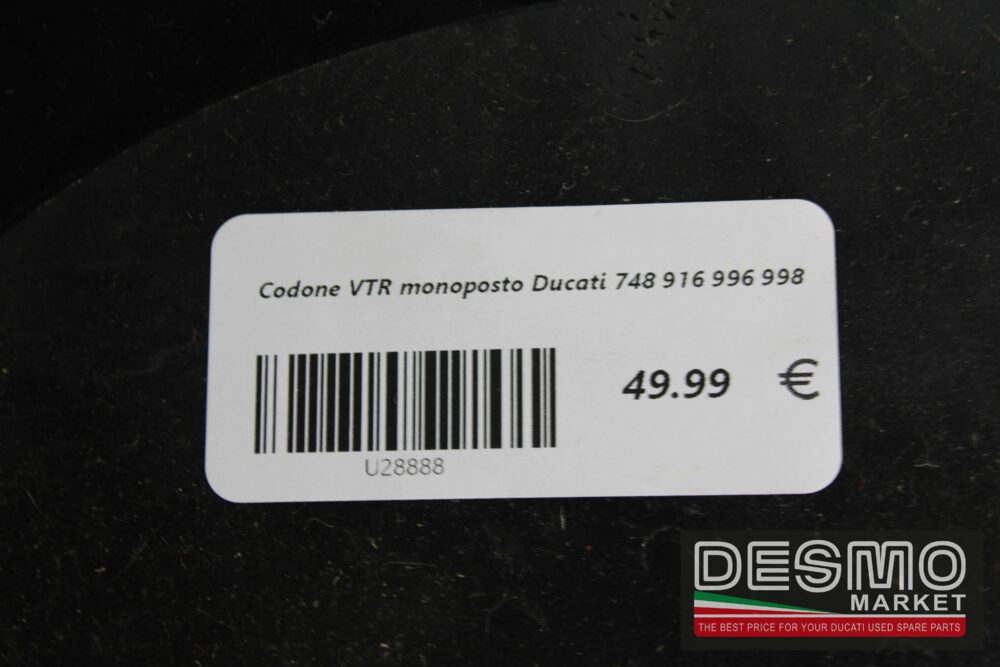 Codone VTR monoposto Ducati 748 916 996 998
49.99 €
U28888
DESMO
MARKET
THE BEST PRICE FOR YOUR DUCATI USED SPARE PARTS